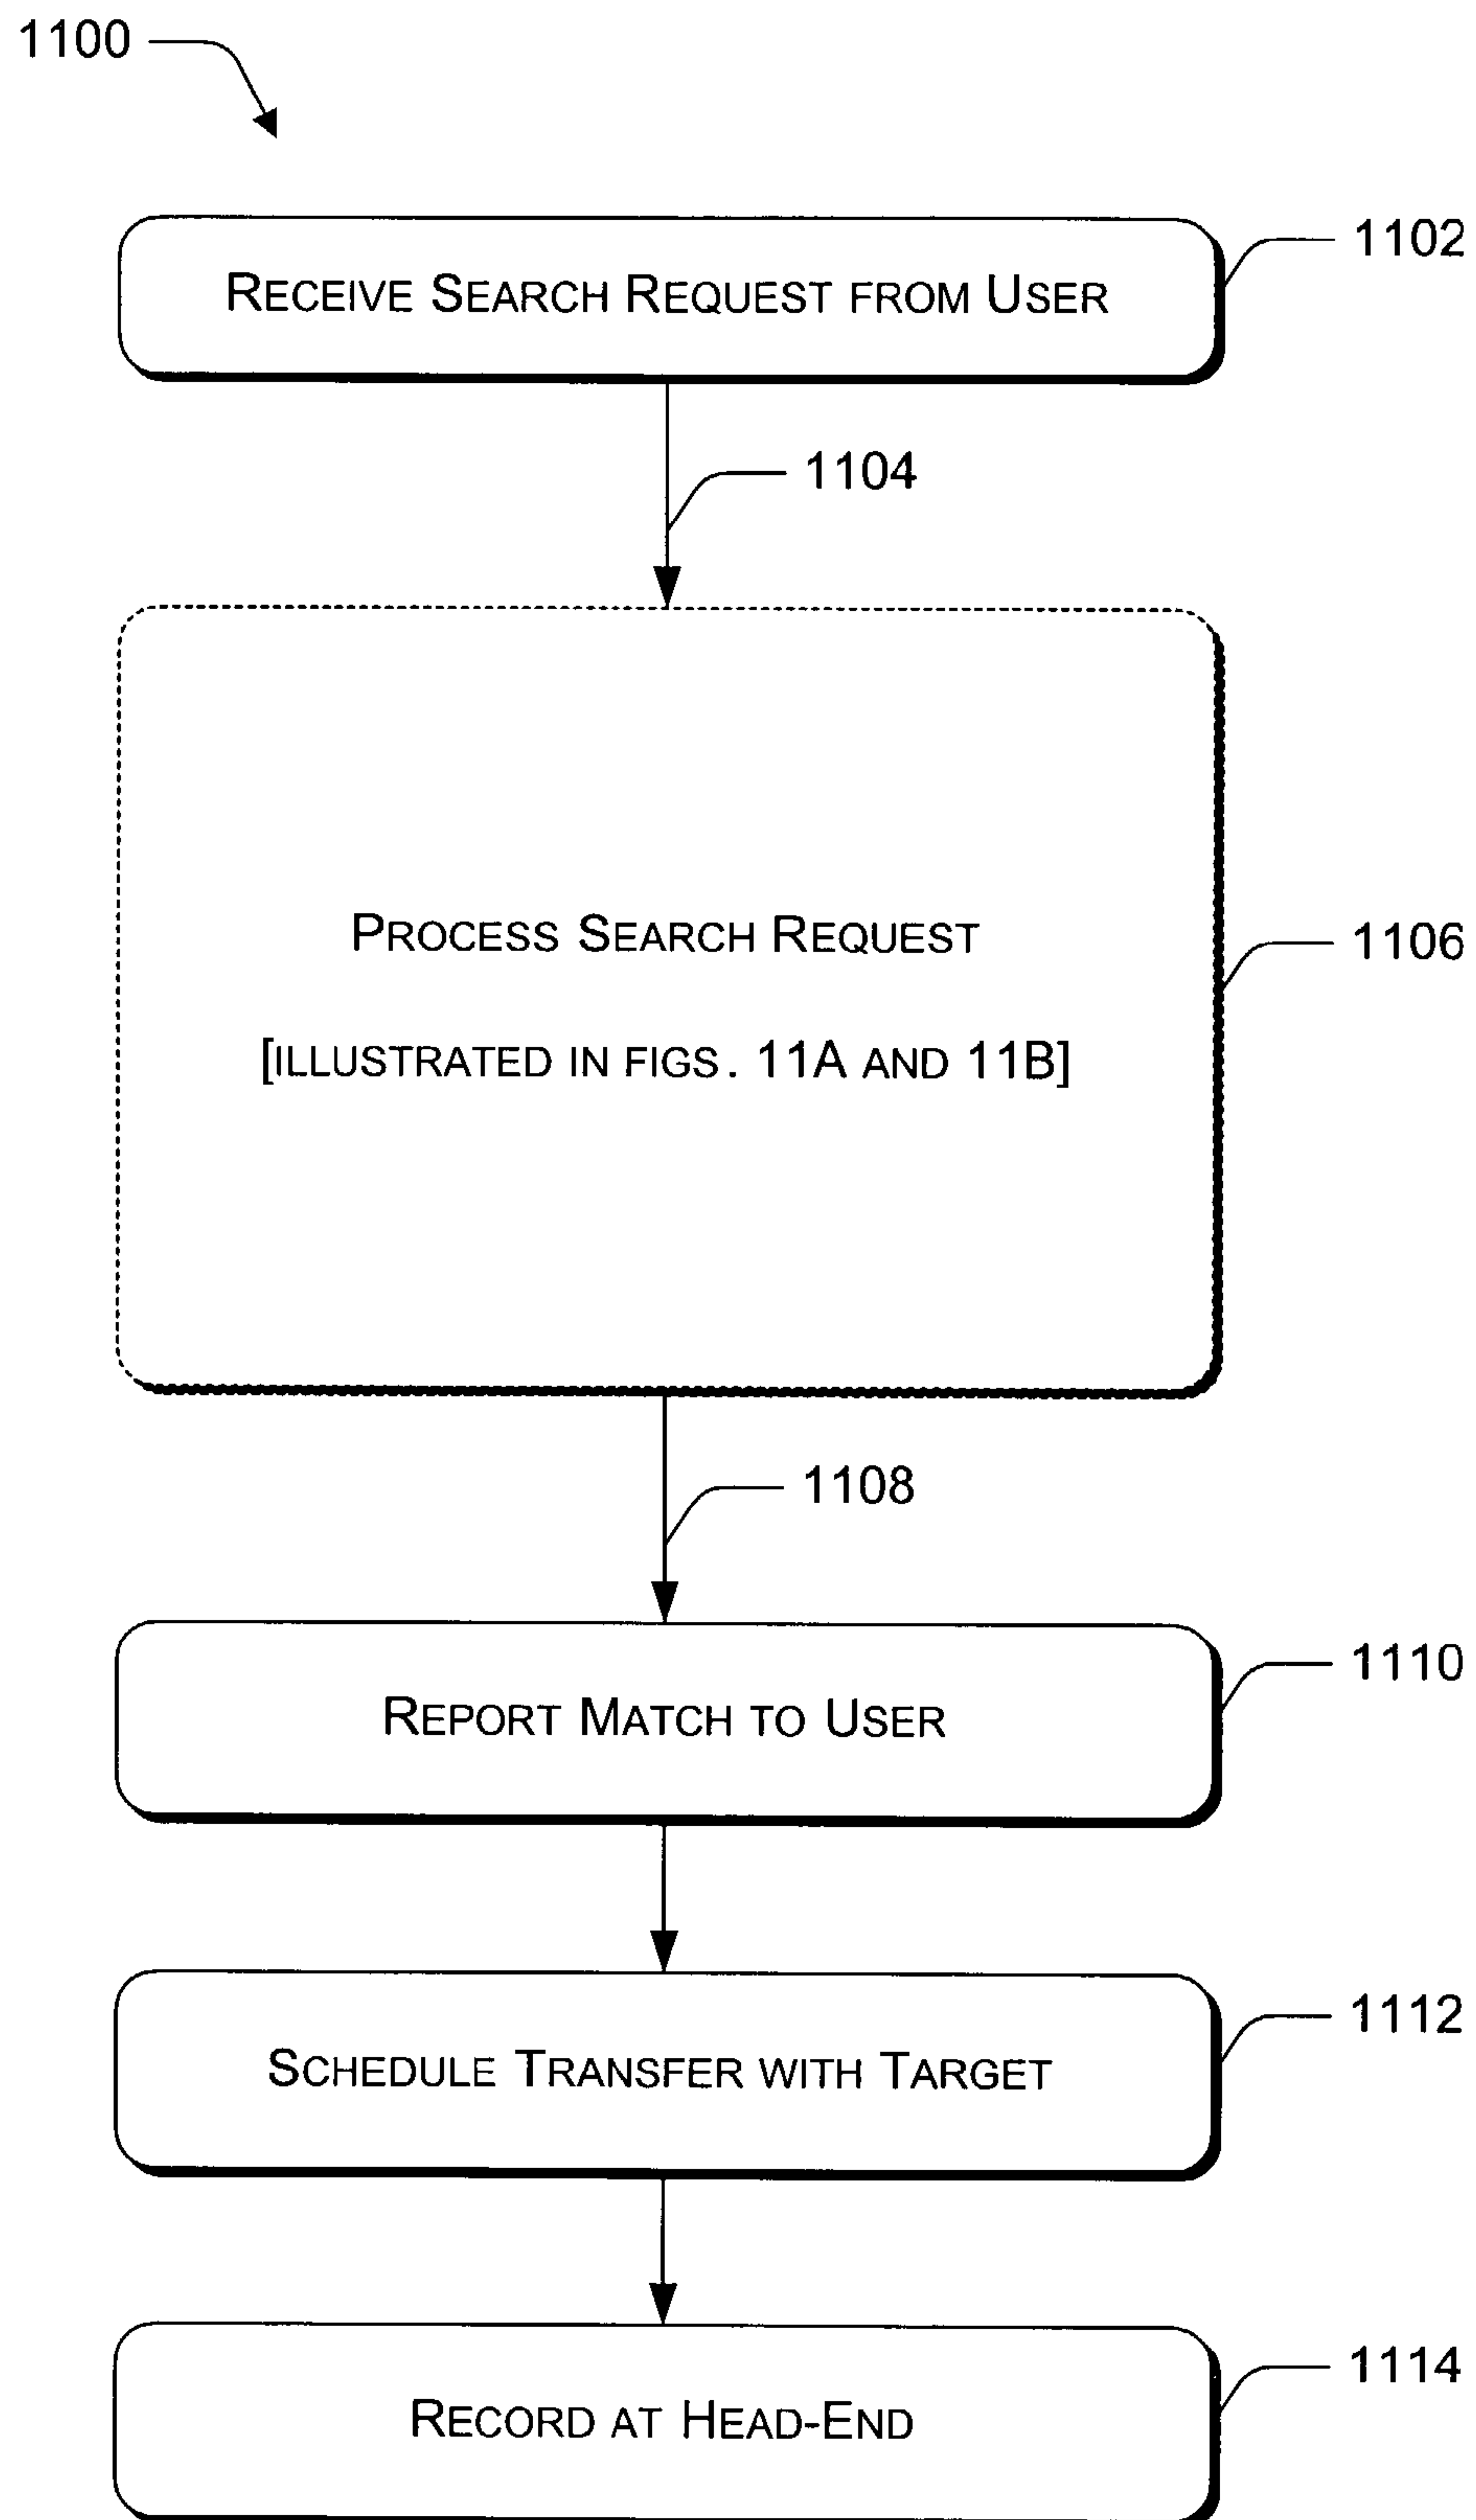 1100
RECEIVE SEARCH REQUEST FROM USER
1102
1104
PROCESS SEARCH REQUEST
1106
[ILLUSTRATED IN FIGS. 11A AND 11B]
1108
REPORT MATCH TO USER
1110
SCHEDULE TRANSFER WITH TARGET
1112
RECORD AT HEAD-END
1114